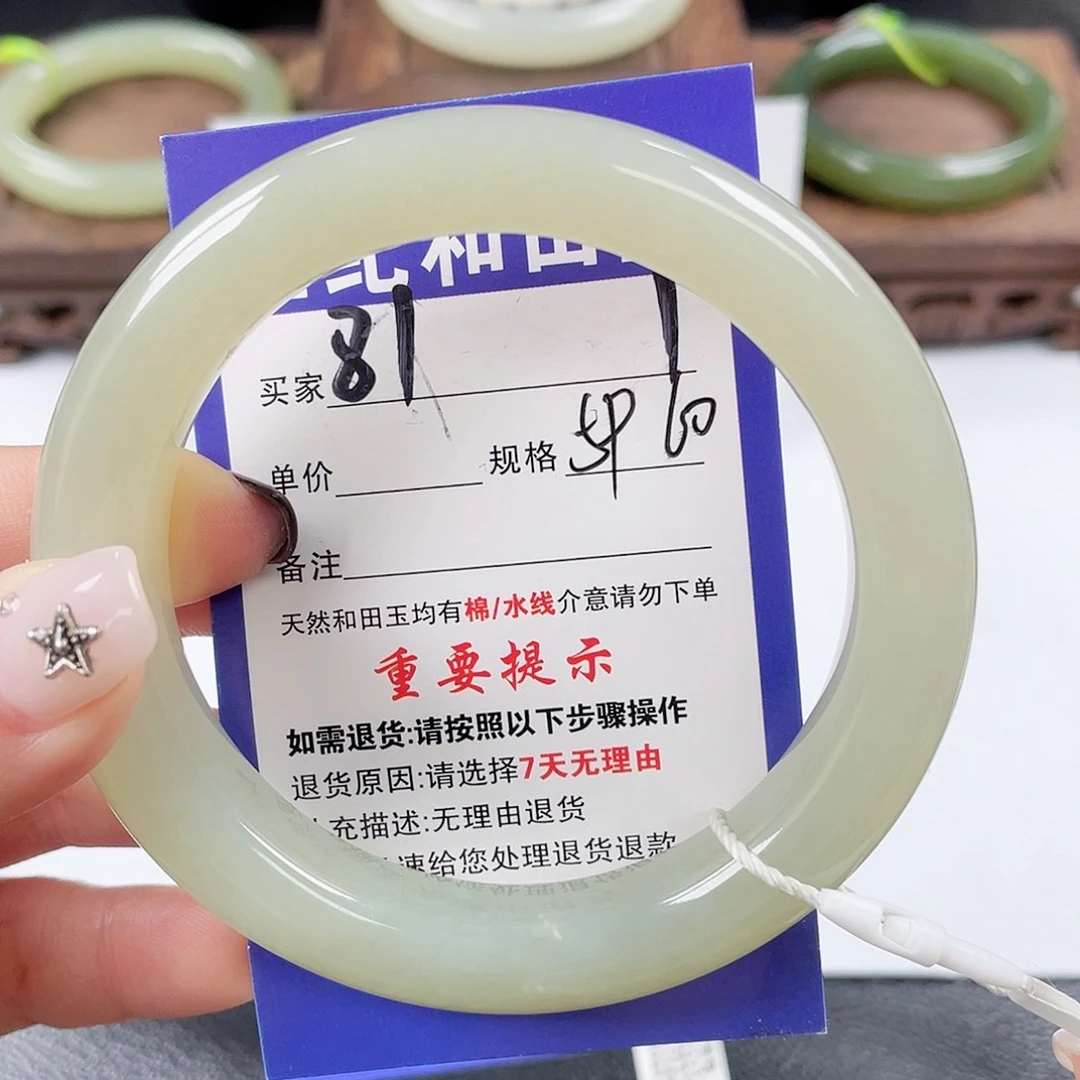 和田
买家 81
单价 规格 60
备注
天然和田玉均有棉/水线介意请勿下单
重要提示
如需退货:请按照以下步骤操作
退货原因:请选择7天无理由
充描述:无理由退货
速给您处理退货退款